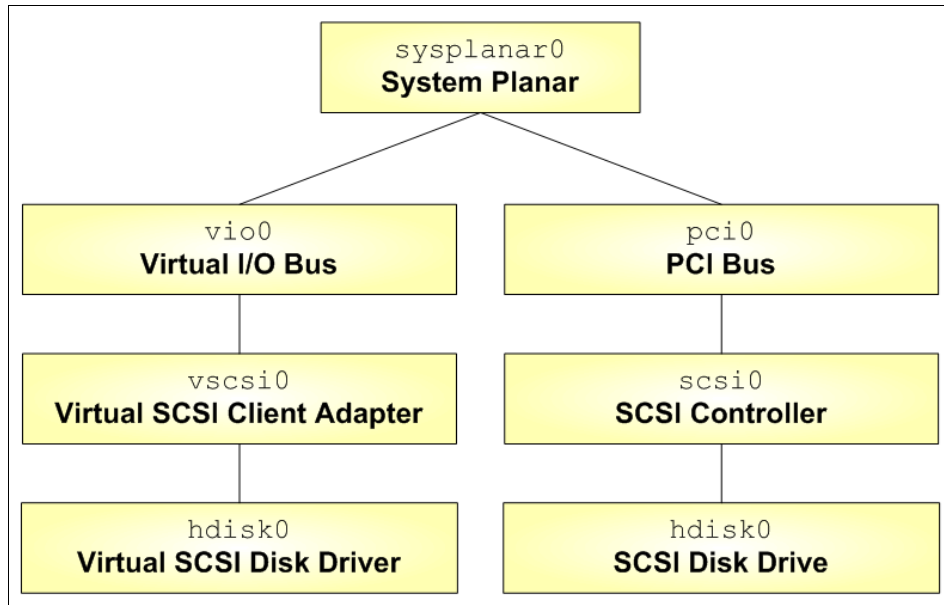 sysplanar0
System Planar
vio0
Virtual I/O Bus
pci0
PCI Bus
vscsi0
Virtual SCSI Client Adapter
scsi0
SCSI Controller
hdisk0
Virtual SCSI Disk Driver
hdisk0
SCSI Disk Drive